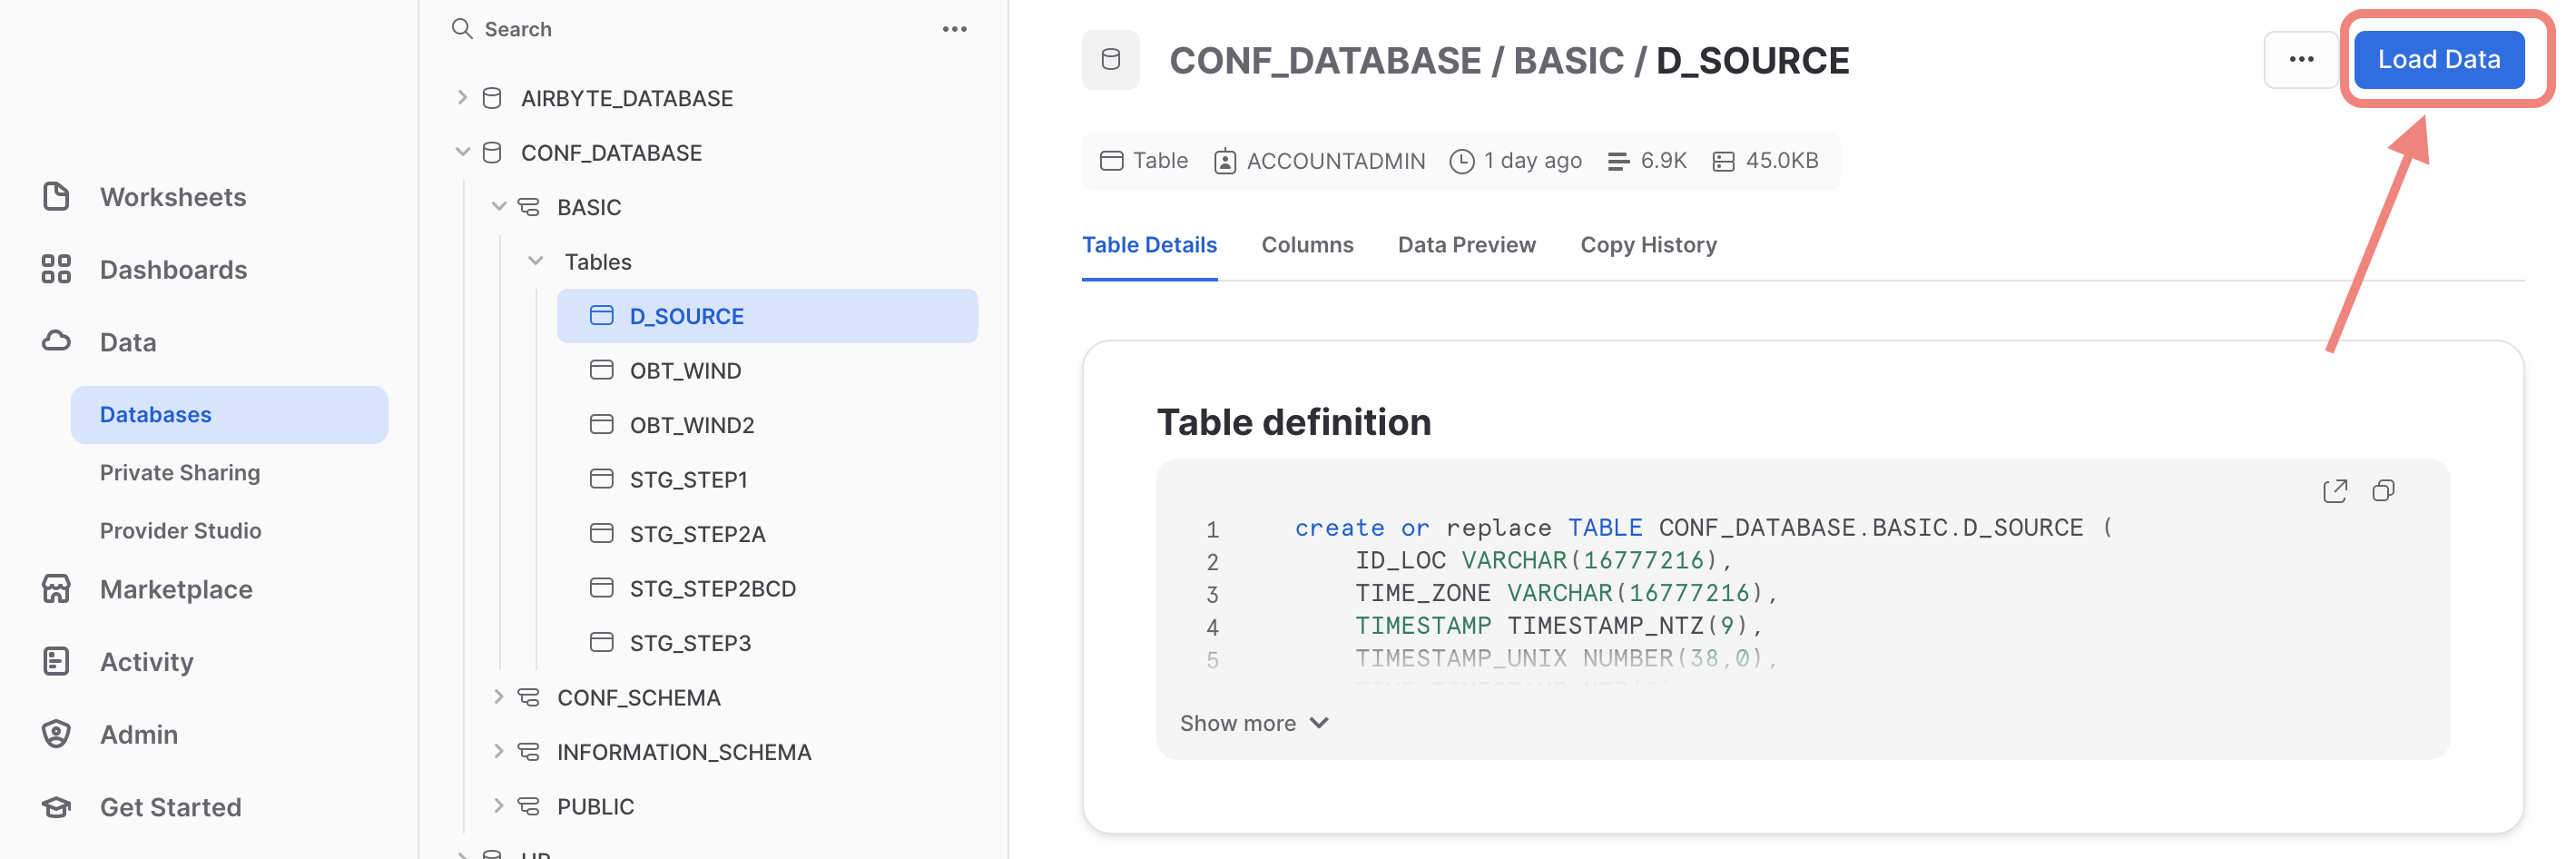 Worksheets
Dashboards
Data
Databases
Private Sharing
Provider Studio
Marketplace
Activity
Admin
Get Started
Search
AIRBYTE_DATABASE
CONF_DATABASE
BASIC
Tables
D_SOURCE
OBT_WIND
OBT_WIND2
STG_STEP1
STG_STEP2A
STG_STEP2BCD
STG_STEP3
CONF_SCHEMA
INFORMATION_SCHEMA
PUBLIC
CONF_DATABASE / BASIC / D_SOURCE
Load Data
Table ACCOUNTADMIN 1 day ago 6.9K 45.0KB
Table Details Columns Data Preview Copy History
Table definition
1 create or replace TABLE CONF_DATABASE.BASIC.D_SOURCE (
2 ID_LOC VARCHAR(16777216),
3 TIME_ZONE VARCHAR(16777216),
4 TIMESTAMP TIMESTAMP_NTZ(9),
5 TIMESTAMP_UNIX NUMBER(38,0),
Show more